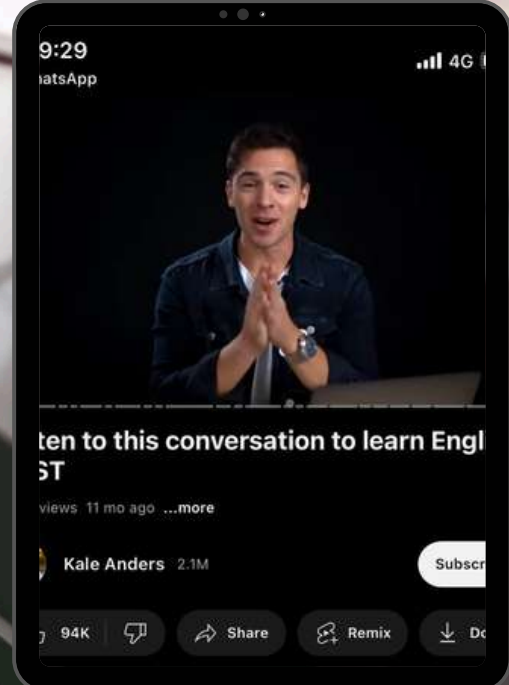 9:29
4G
atsApp
ten to this conversation to learn Engl
ST
views 11 mo ago ...more
Kale Anders 2.1M
Subscr
94K
Share
Remix
Do